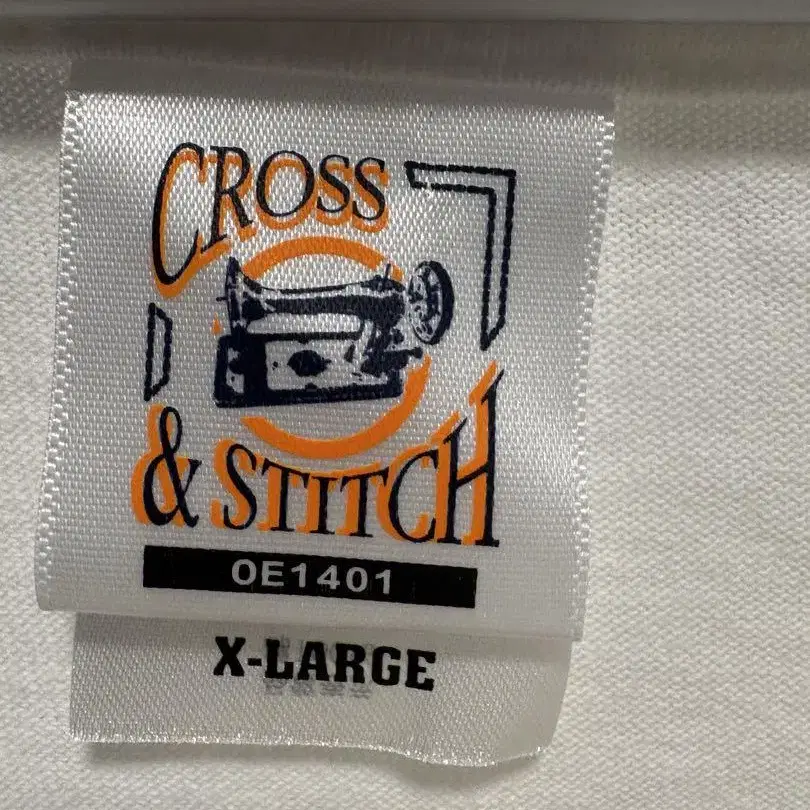 CROSS
& STITCH
OE1401
X-LARGE